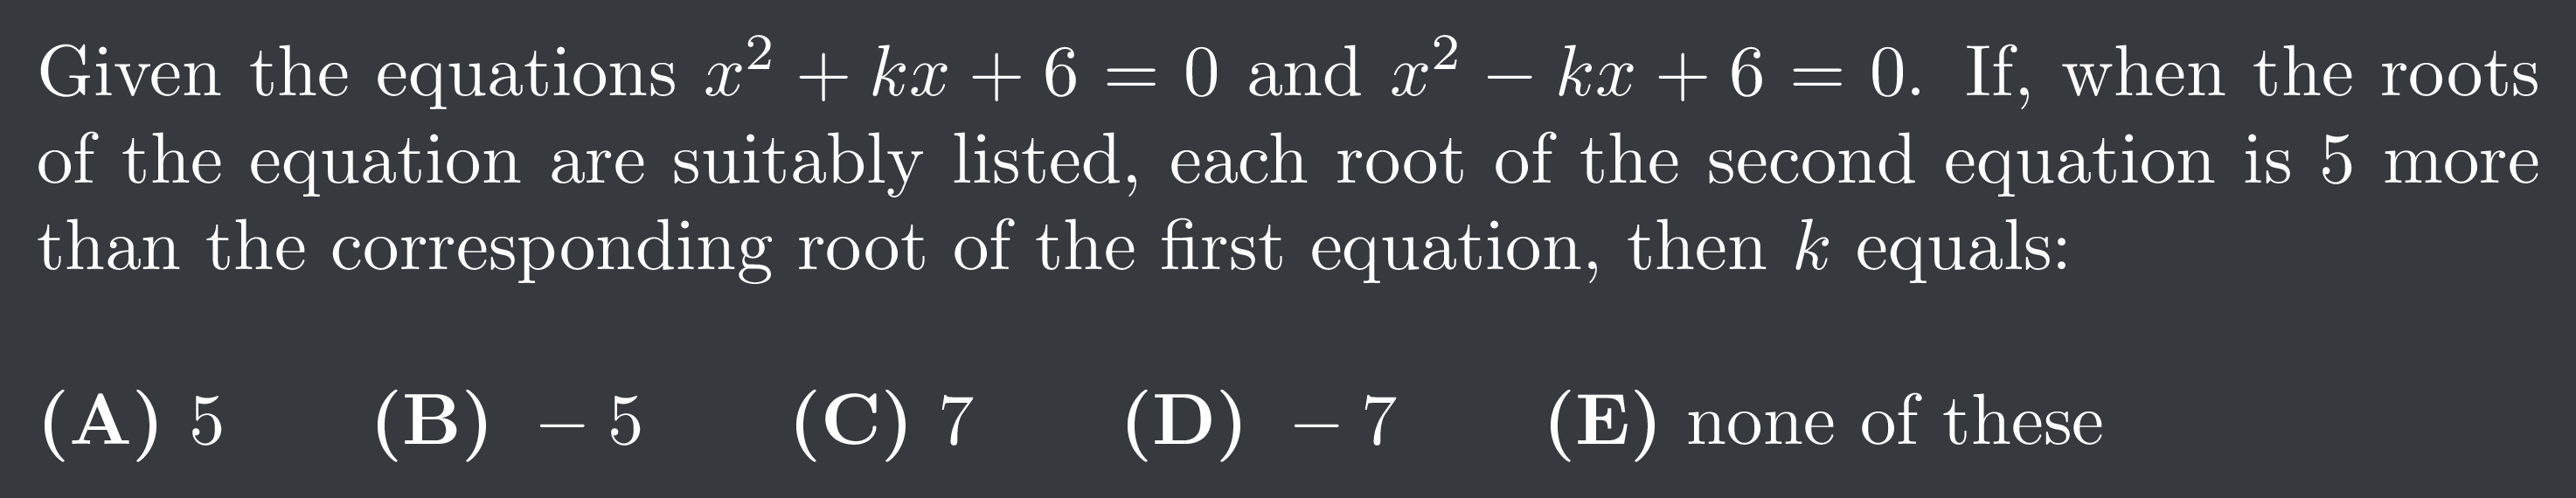 Given the equations $x^2 + kx + 6 = 0$ and $x^2 - kx + 6 = 0$. If, when the roots
of the equation are suitably listed, each root of the second equation is 5 more
than the corresponding root of the first equation, then $k$ equals:
(A) 5 (B) − 5 (C) 7 (D) − 7 (E) none of these